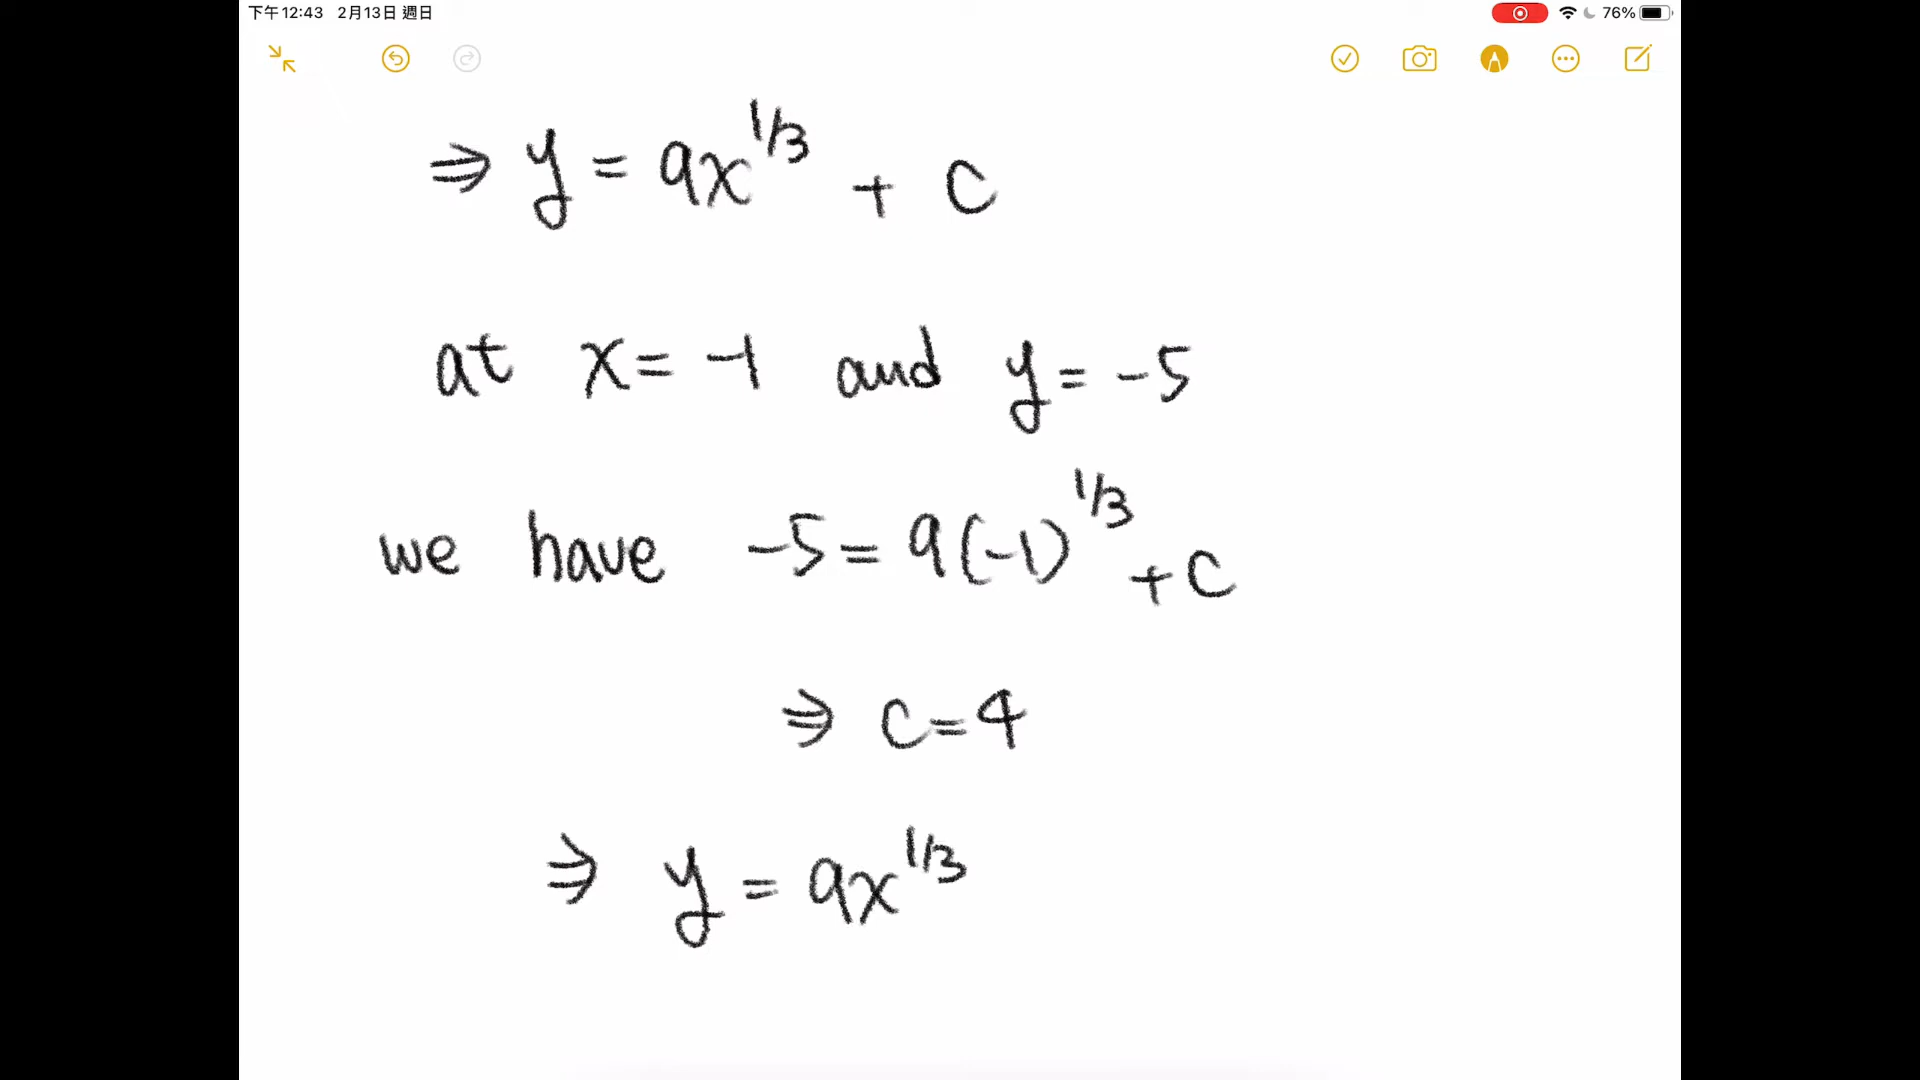 下午12:43 2月13日 週日 76%
⇒ y = 9x^1/3 + C
at x = -1 and y = -5
we have -5 = 9(-1)^1/3 + C
⇒ C = 4
⇒ y = 9x^1/3